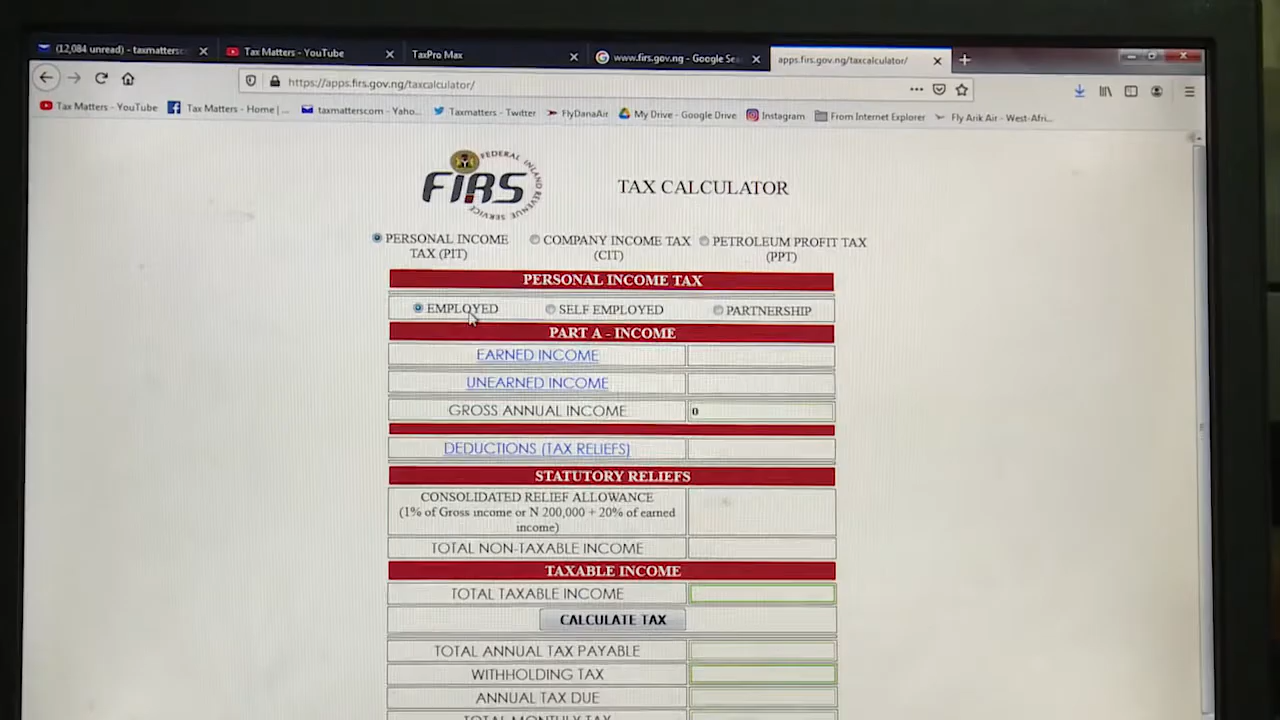 (12,084 unread) - taxmattersc
Tax Matters - YouTube
TaxPro Max
www.firs.gov.ng - Google Se
apps.firs.gov.ng/taxcalculator/
https://apps.firs.gov.ng/taxcalculator/
Tax Matters - YouTube
Tax Matters - Home | ...
taxmatterscom - Yaho...
Taxmatters - Twitter
FlyDanaAir
My Drive - Google Drive
Instagram
From Internet Explorer
Fly Arik Air - West-Afri...
FIRS
FEDERAL INLAND REVENUE SERVICE
TAX CALCULATOR
PERSONAL INCOME TAX (PIT)
COMPANY INCOME TAX (CIT)
PETROLEUM PROFIT TAX (PPT)
PERSONAL INCOME TAX
EMPLOYED
SELF EMPLOYED
PARTNERSHIP
PART A - INCOME
EARNED INCOME
UNEARNED INCOME
GROSS ANNUAL INCOME
0
DEDUCTIONS (TAX RELIEFS)
STATUTORY RELIEFS
CONSOLIDATED RELIEF ALLOWANCE
(1% of Gross income or N 200,000 + 20% of earned
income)
TOTAL NON-TAXABLE INCOME
TAXABLE INCOME
TOTAL TAXABLE INCOME
CALCULATE TAX
TOTAL ANNUAL TAX PAYABLE
WITHHOLDING TAX
ANNUAL TAX DUE
TOTAL MONTHLY TAX